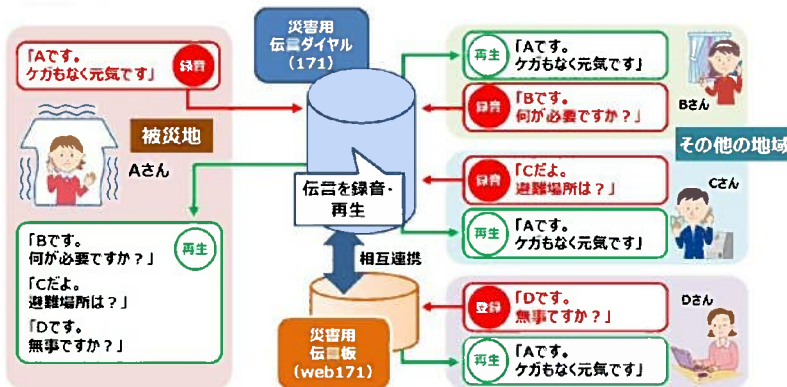 災害用
伝言ダイヤル
(171)
「Aです。
ケガもなく元気です」
録音
被災地
Aさん
「Bです。
何が必要ですか？」
再生
「Cだよ。
避難場所は？」
「Dです。
無事ですか？」
伝言を録音・
再生
相互連携
災害用
伝言板
(web171)
再生
「Aです。
ケガもなく元気です」
録音
「Bです。
何が必要ですか？」
Bさん
その他の地域
録音
「Cだよ。
避難場所は？」
Cさん
再生
「Aです。
ケガもなく元気です」
登録
「Dです。
無事ですか？」
Dさん
再生
「Aです。
ケガもなく元気です」